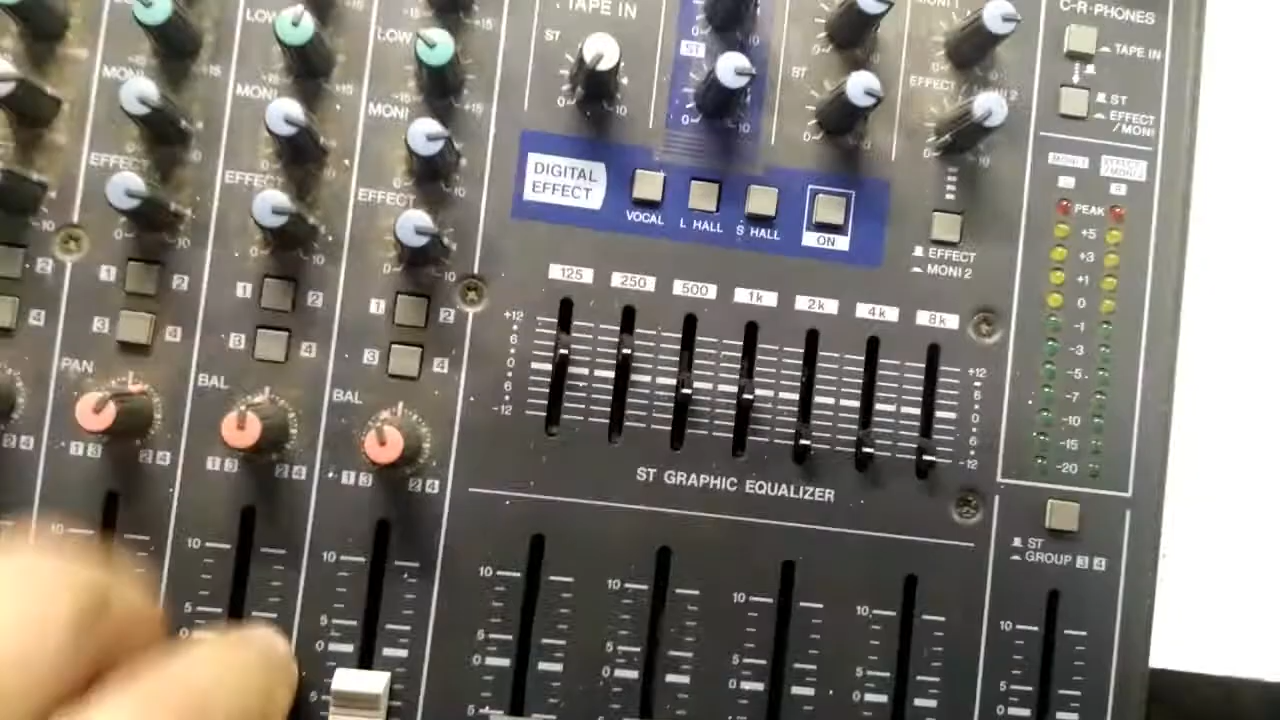 TAPE IN
C-R·PHONES
LOW
LOW
TAPE IN
ST
ST
ST
ST
EFFECT
/MONI
MONI
MONI
MONI
0 10
0 10
EFFECT
EFFECT
EFFECT
DIGITAL
EFFECT
VOCAL
L HALL
S HALL
ON
EFFECT
MONI 2
PEAK
+5
+3
+1
0
-1
-3
-5
-7
-10
-15
-20
1 2
3 4
1 2
3 4
1 2
3 4
125 250 500 1k 2k 4k 8k
+12
6
0
6
-12
+12
6
0
6
-12
ST GRAPHIC EQUALIZER
PAN
BAL
BAL
1 3 2 4
1 3 2 4
1 3 2 4
ST
GROUP 3 4
10 10 10 10 10 10 10 10
5 5 5 5 5 5
0 0 0 0 0 0